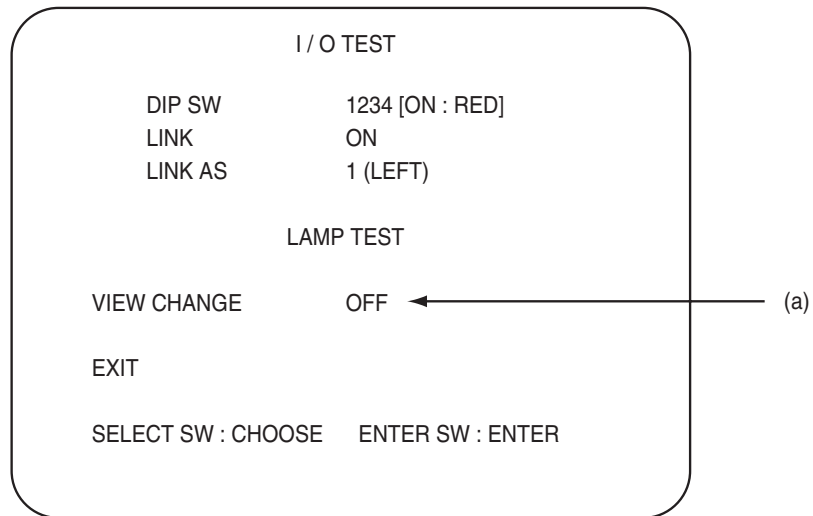 I / O TEST
DIP SW 1234 [ON : RED]
LINK ON
LINK AS 1 (LEFT)
LAMP TEST
VIEW CHANGE OFF (a)
EXIT
SELECT SW : CHOOSE ENTER SW : ENTER